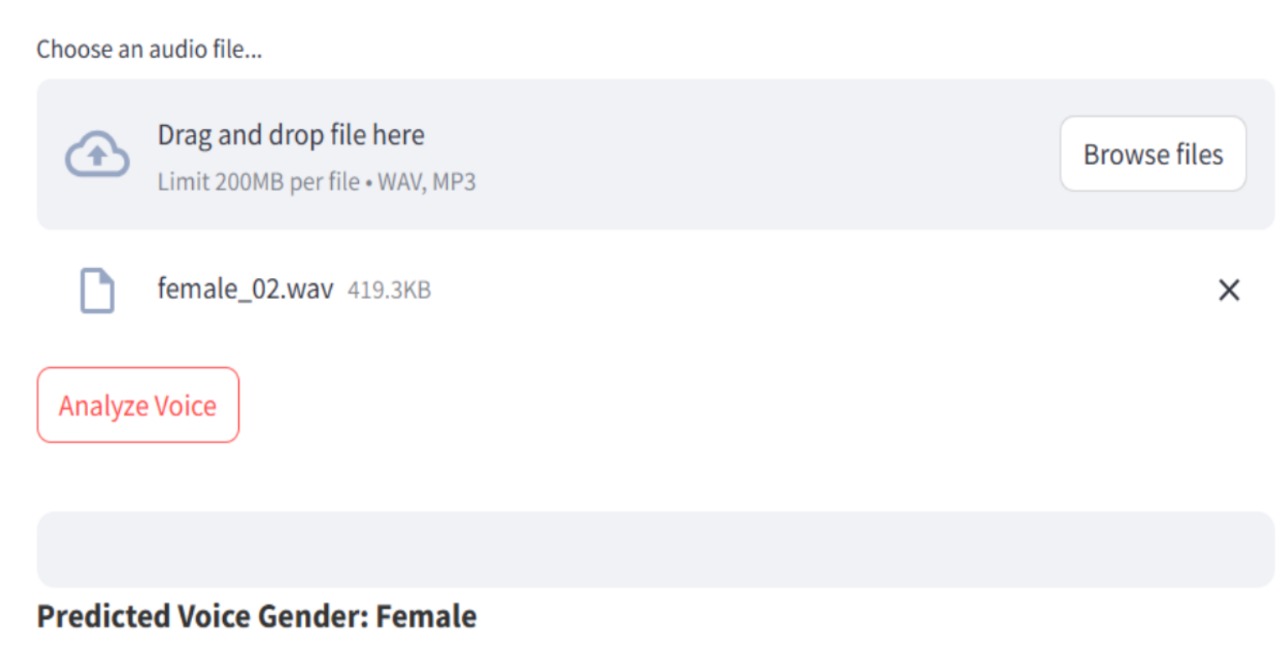 Choose an audio file...
Drag and drop file here
Limit 200MB per file • WAV, MP3
Browse files
female_02.wav 419.3KB
Analyze Voice
Predicted Voice Gender: Female